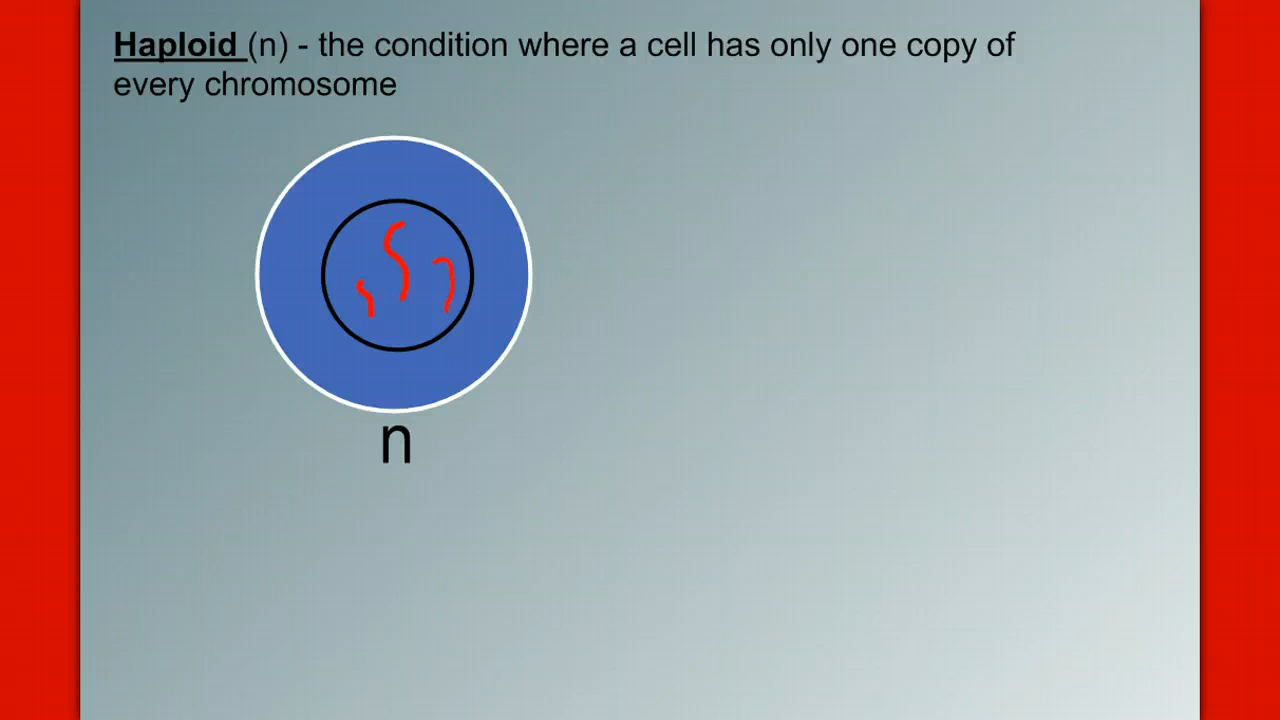 Haploid (n) - the condition where a cell has only one copy of
every chromosome
n